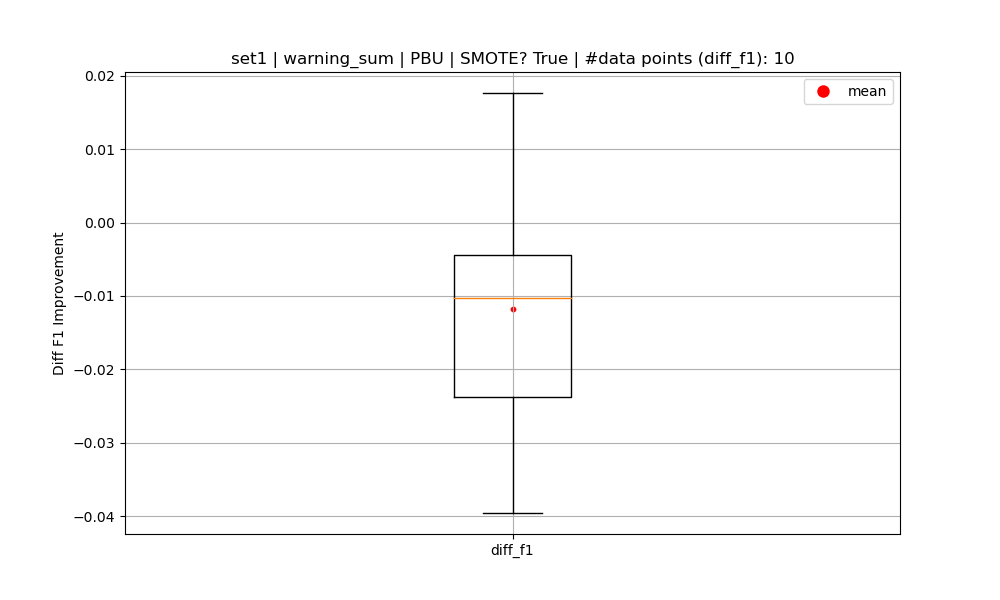 set1 | warning_sum | PBU | SMOTE? True | #data points (diff_f1): 10
mean
0.02
0.01
0.00
−0.01
−0.02
−0.03
−0.04
Diff F1 Improvement
diff_f1